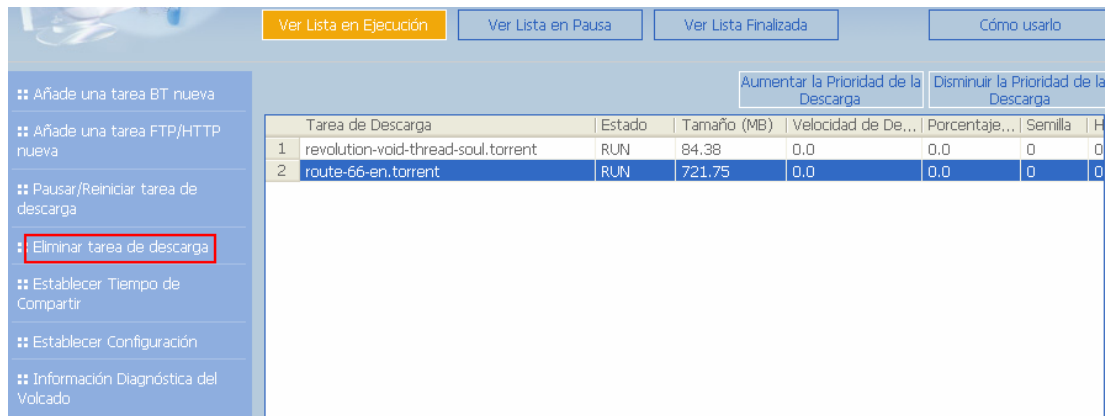 Ver Lista en Ejecución Ver Lista en Pausa Ver Lista Finalizada Cómo usarlo
Aumentar la Prioridad de la Descarga Disminuir la Prioridad de la Descarga
Añade una tarea BT nueva
Añade una tarea FTP/HTTP
nueva
Pausar/Reiniciar tarea de
descarga
Eliminar tarea de descarga
Establecer Tiempo de
Compartir
Establecer Configuración
Información Diagnóstica del
Volcado
Tarea de Descarga Estado Tamaño (MB) Velocidad de De... Porcentaje... Semilla H
1 revolution-void-thread-soul.torrent RUN 84.38 0.0 0.0 0 0
2 route-66-en.torrent RUN 721.75 0.0 0.0 0 0